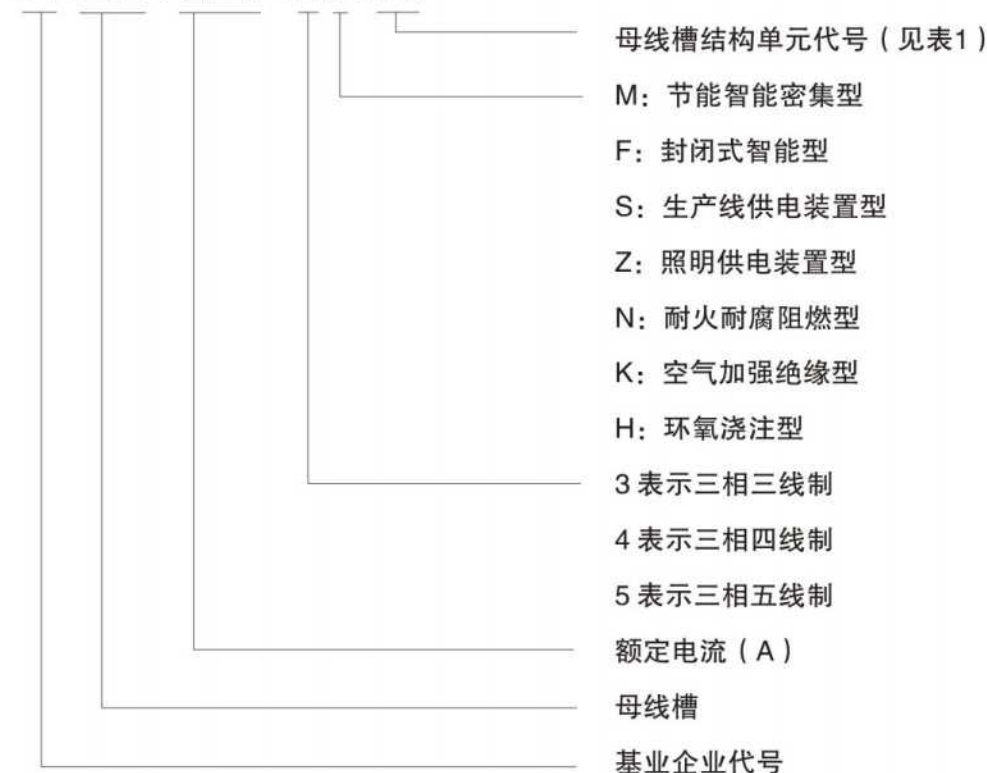 母线槽结构单元代号（见表1）
M：节能智能密集型
F：封闭式智能型
S：生产线供电装置型
Z：照明供电装置型
N：耐火耐腐阻燃型
K：空气加强绝缘型
H：环氧浇注型
3 表示三相三线制
4 表示三相四线制
5 表示三相五线制
额定电流（A）
母线槽
基业企业代号